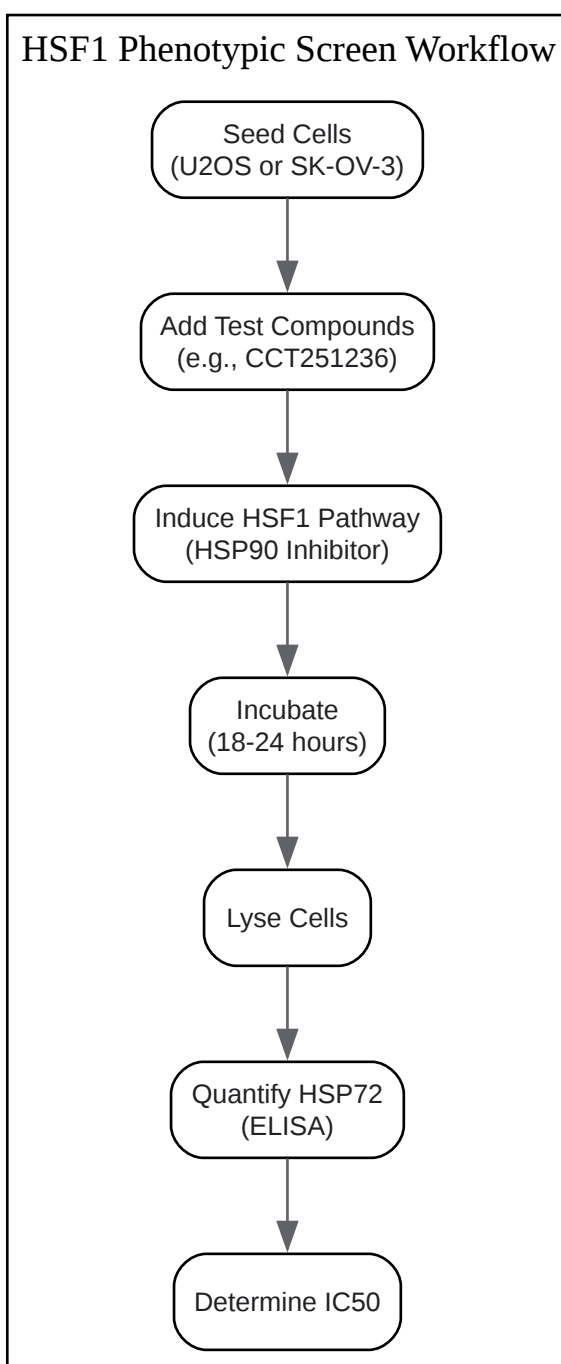 HSF1 Phenotypic Screen Workflow
Seed Cells
(U2OS or SK-OV-3)
Add Test Compounds
(e.g., CCT251236)
Induce HSF1 Pathway
(HSP90 Inhibitor)
Incubate
(18-24 hours)
Lyse Cells
Quantify HSP72
(ELISA)
Determine IC50